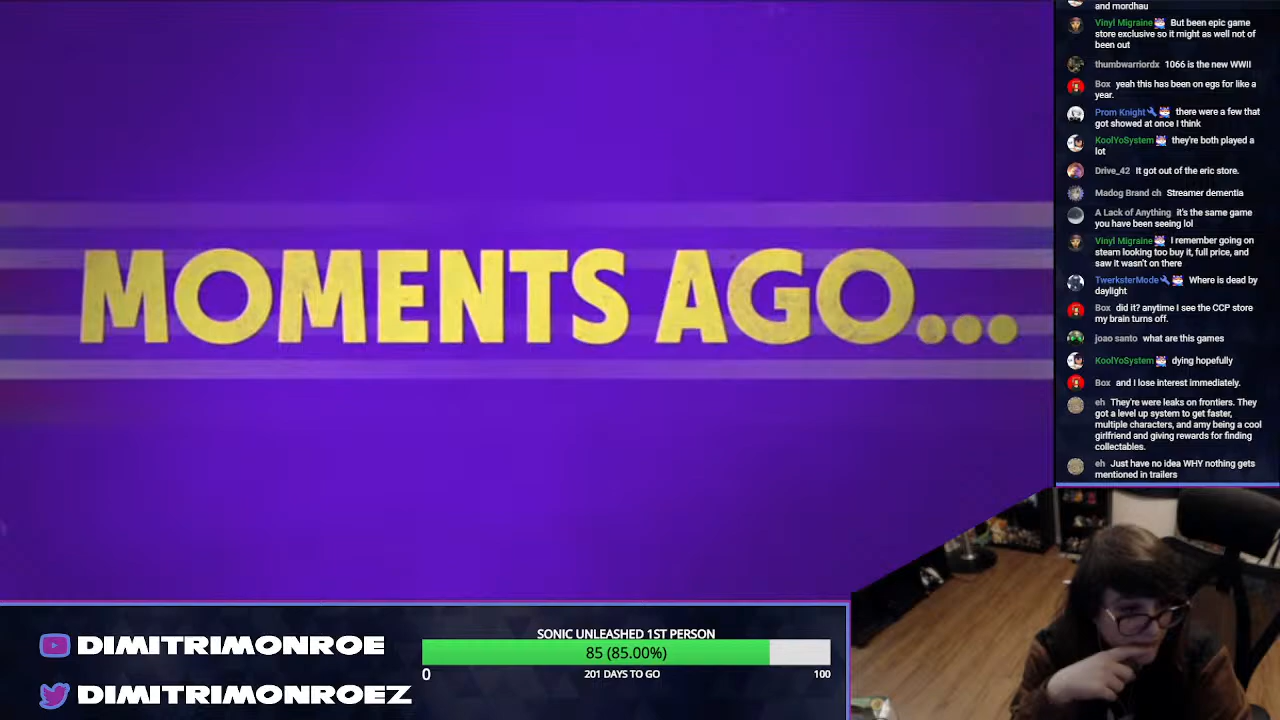 MOMENTS AGO...
and mordhau
Vinyl Migraine But been epic game
store exclusive so it might as well not of
been out
thumbwarriordx 1066 is the new WWII
Box yeah this has been on egs for like a
year.
Prom Knight there were a few that
got showed at once I think
KoolYoSystem they're both played a
lot
Drive_42 It got out of the eric store.
Madog Brand ch Streamer dementia
A Lack of Anything it's the same game
you have been seeing lol
Vinyl Migraine I remember going on
steam looking too buy it, full price, and
saw it wasn't on there
TwerksterMode Where is dead by
daylight
Box did it? anytime I see the CCP store
my brain turns off.
joao santo what are this games
KoolYoSystem dying hopefully
Box and I lose interest immediately.
eh They're were leaks on frontiers. They
got a level up system to get faster,
multiple characters, and amy being a cool
girlfriend and giving rewards for finding
collectables.
eh Just have no idea WHY nothing gets
mentioned in trailers
DIMITRIMONROE
DIMITRIMONROEZ
SONIC UNLEASHED 1ST PERSON
85 (85.00%)
0 201 DAYS TO GO 100